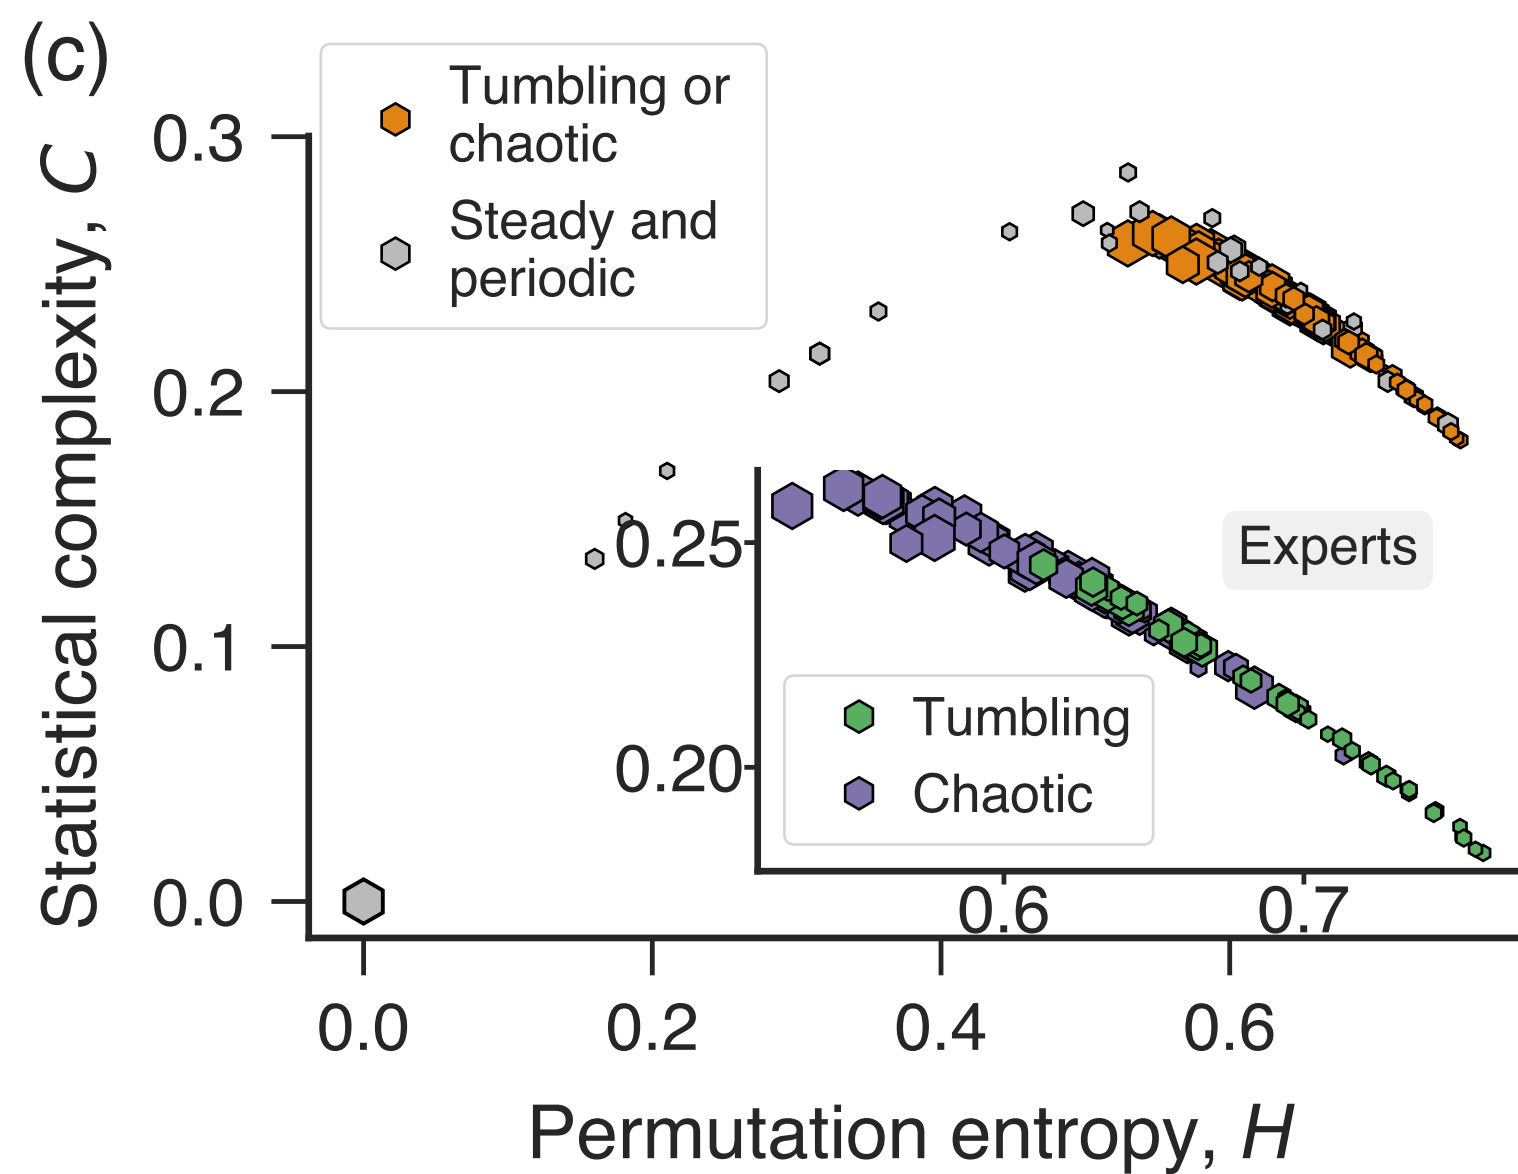 (c)
Tumbling or
chaotic
Steady and
periodic
Statistical complexity, C
0.3
0.2
0.1
0.0
0.25
0.20
Experts
Tumbling
Chaotic
0.6
0.7
0.0
0.2
0.4
0.6
Permutation entropy, H